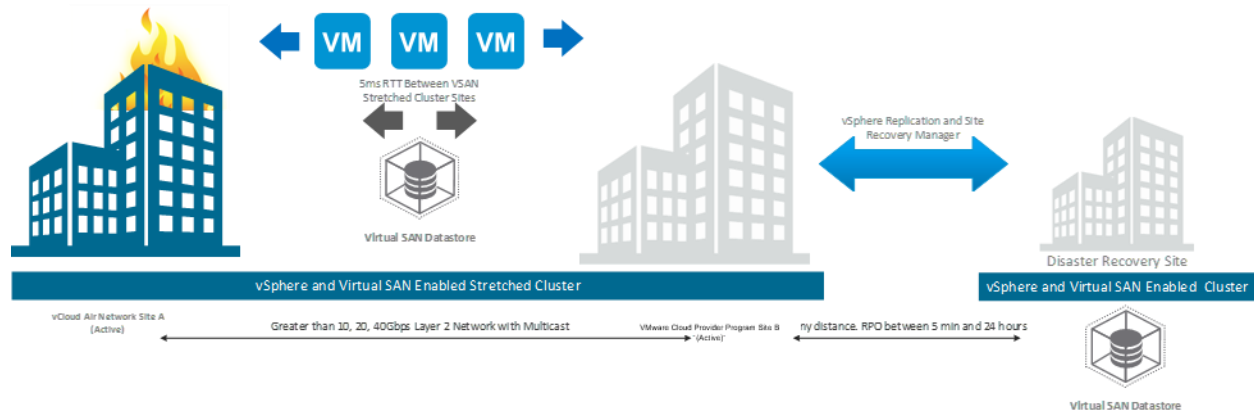 VM VM VM
5ms RTT Between VSAN
Stretched Cluster Sites
Virtual SAN Datastore
vSphere Replication and Site
Recovery Manager
Disaster Recovery Site
vSphere and Virtual SAN Enabled Stretched Cluster
vSphere and Virtual SAN Enabled Cluster
vCloud Air Network Site A
(Active)
Greater than 10, 20, 40Gbps Layer 2 Network with Multicast
VMware Cloud Provider Program Site B
"(Active)"
ny distance. RPO between 5 min and 24 hours
Virtual SAN Datastore